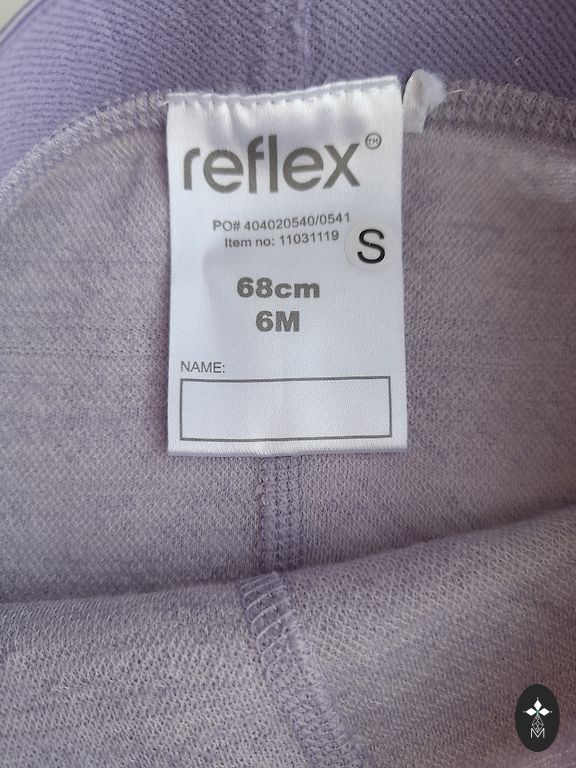 reflex™
PO# 404020540/0541
Item no: 11031119
S
68cm
6M
NAME:
M